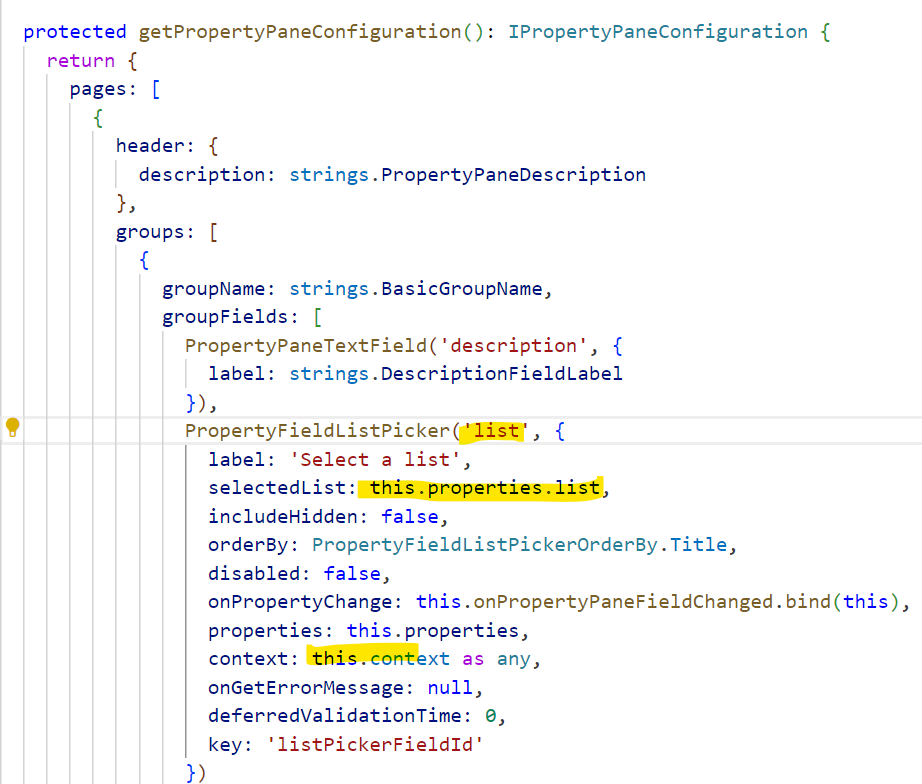 protected getPropertyPaneConfiguration(): IPropertyPaneConfiguration {
return {
pages: [
{
header: {
description: strings.PropertyPaneDescription
},
groups: [
{
groupName: strings.BasicGroupName,
groupFields: [
PropertyPaneTextField('description', {
label: strings.DescriptionFieldLabel
}),
PropertyFieldListPicker('list', {
label: 'Select a list',
selectedList: this.properties.list,
includeHidden: false,
orderBy: PropertyFieldListPickerOrderBy.Title,
disabled: false,
onPropertyChange: this.onPropertyPaneFieldChanged.bind(this),
properties: this.properties,
context: this.context as any,
onGetErrorMessage: null,
deferredValidationTime: 0,
key: 'listPickerFieldId'
})